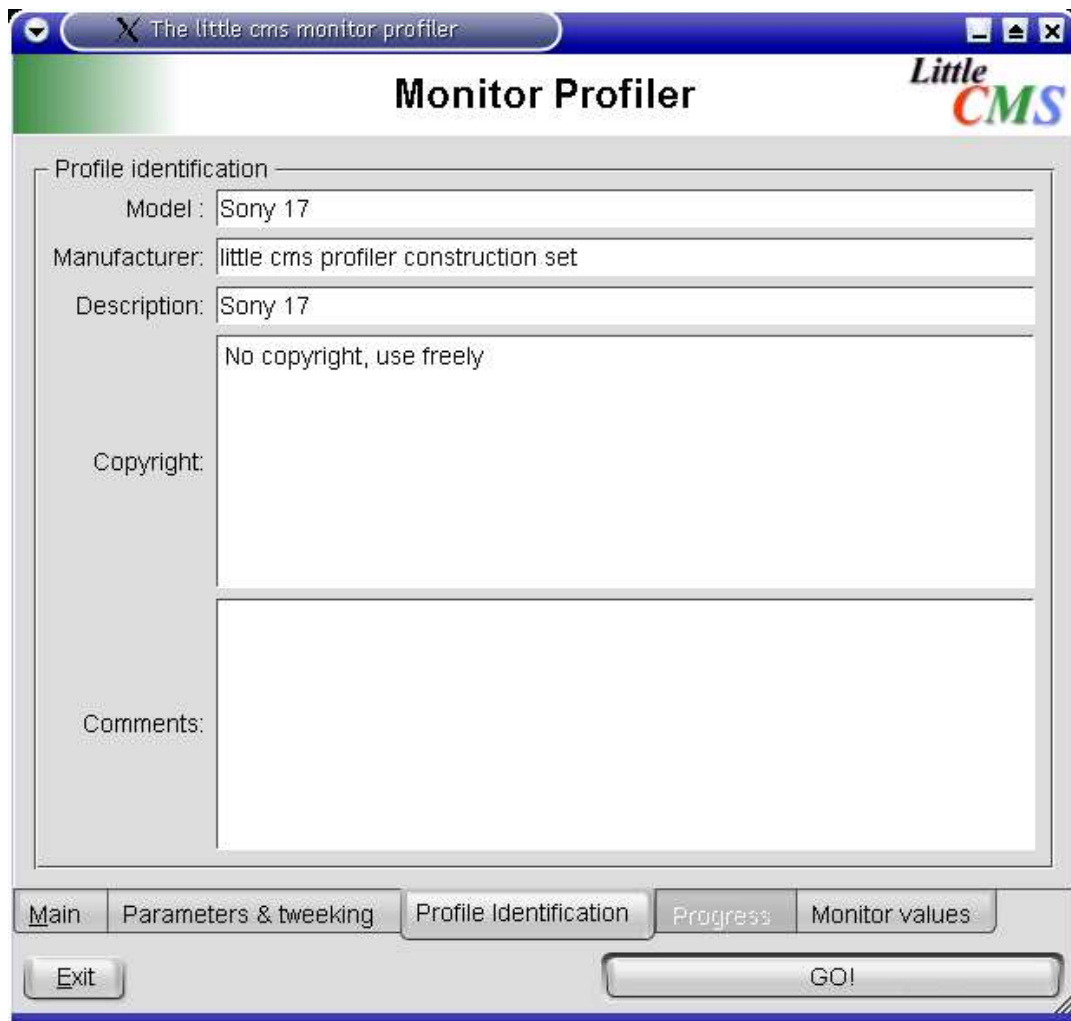 The little cms monitor profiler
Monitor Profiler
Little
CMS
Profile identification
Model :
Sony 17
Manufacturer:
little cms profiler construction set
Description:
Sony 17
Copyright:
No copyright, use freely
Comments:
Main
Parameters & tweeking
Profile Identification
Progress
Monitor values
Exit
GO!